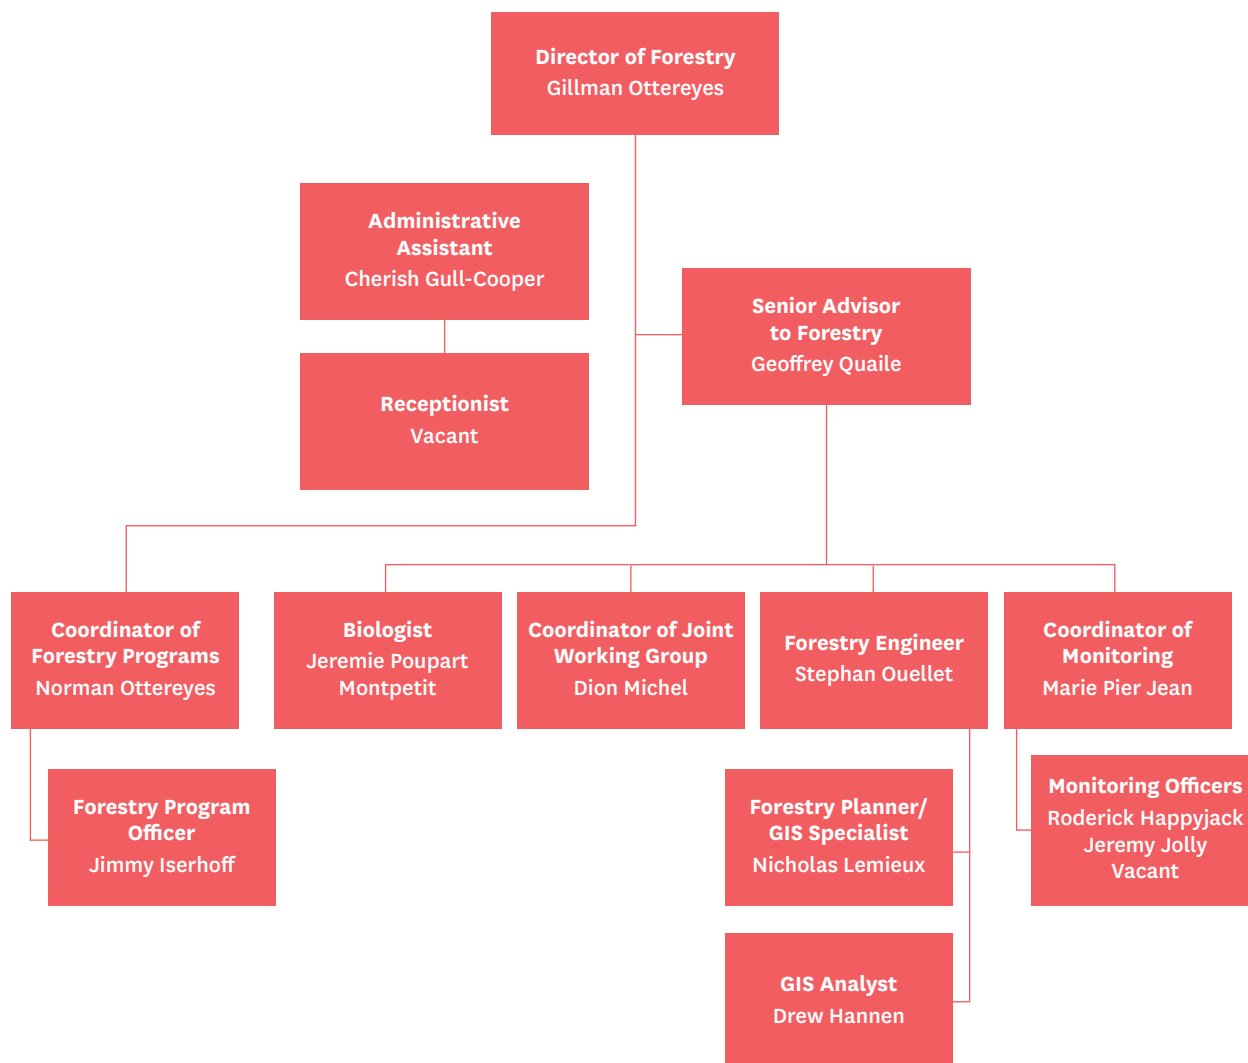 Director of Forestry
Gillman Ottereyes
Administrative
Assistant
Cherish Gull-Cooper
Senior Advisor
to Forestry
Geoffrey Quaile
Receptionist
Vacant
Coordinator of
Forestry Programs
Norman Ottereyes
Biologist
Jeremie Poupart
Montpetit
Coordinator of Joint
Working Group
Dion Michel
Forestry Engineer
Stephan Ouellet
Coordinator of
Monitoring
Marie Pier Jean
Forestry Program
Officer
Jimmy Iserhoff
Forestry Planner/
GIS Specialist
Nicholas Lemieux
Monitoring Officers
Roderick Happyjack
Jeremy Jolly
Vacant
GIS Analyst
Drew Hannen